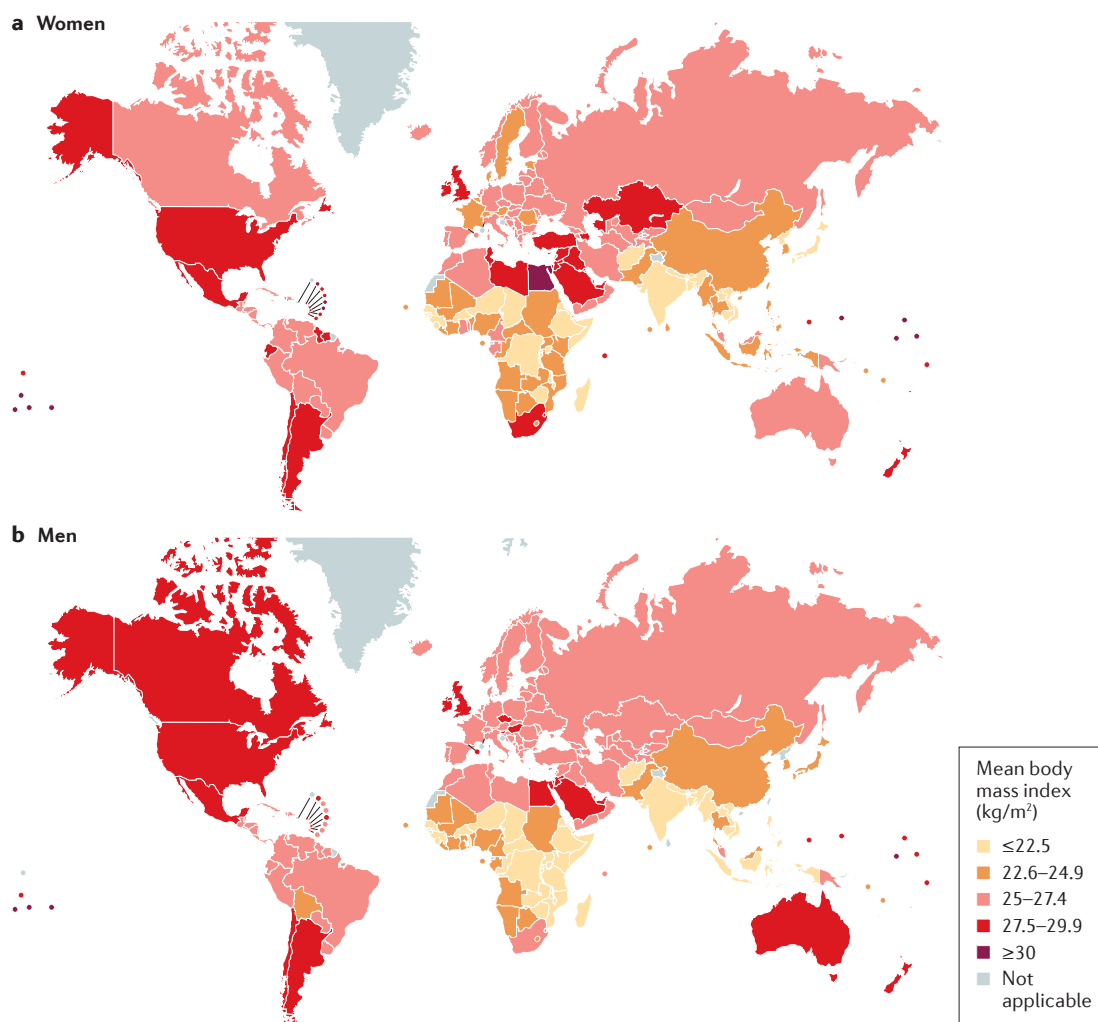 a Women
b Men
Mean body
mass index
(kg/m²)
≤22.5
22.6–24.9
25–27.4
27.5–29.9
≥30
Not
applicable